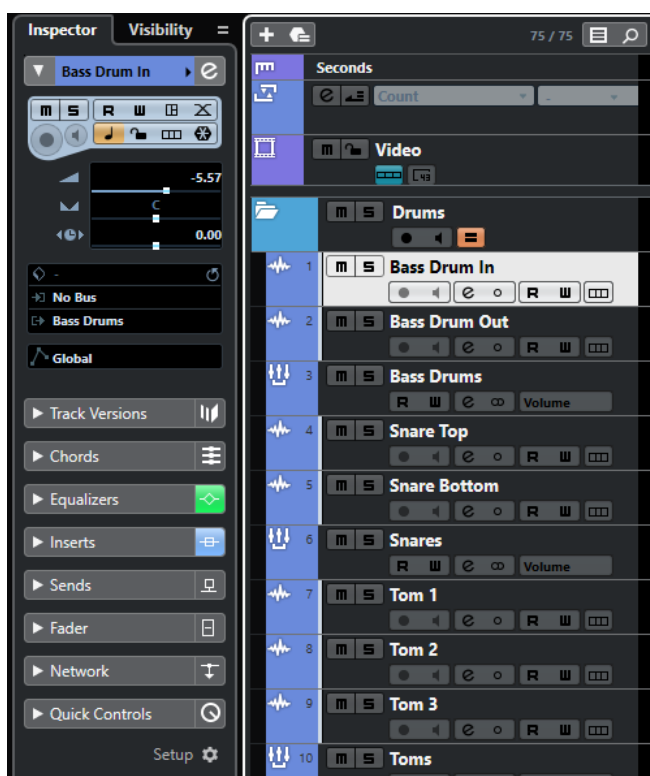 Inspector
Visibility
Bass Drum In
e
m S R W
-5.57
C
0.00
-
No Bus
Bass Drums
Global
Track Versions
Chords
Equalizers
Inserts
Sends
Fader
Network
Quick Controls
Setup
75 / 75
Seconds
e Count -
m Video
m S Drums
1 m S Bass Drum In
e R W
2 m S Bass Drum Out
e R W
3 m S Bass Drums
R W e Volume
4 m S Snare Top
e R W
5 m S Snare Bottom
e R W
6 m S Snares
R W e Volume
7 m S Tom 1
e R W
8 m S Tom 2
e R W
9 m S Tom 3
e R W
10 m S Toms